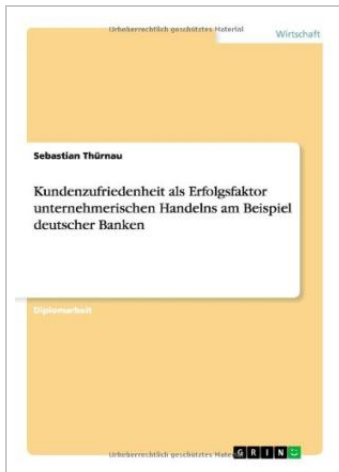 Urheberrechtlich geschütztes Material
Wirtschaft
Sebastian Thürnau
Kundenzufriedenheit als Erfolgsfaktor
unternehmerischen Handelns am Beispiel
deutscher Banken
Diplomarbeit
Urheberrechtlich geschütztes Mate
GRIN